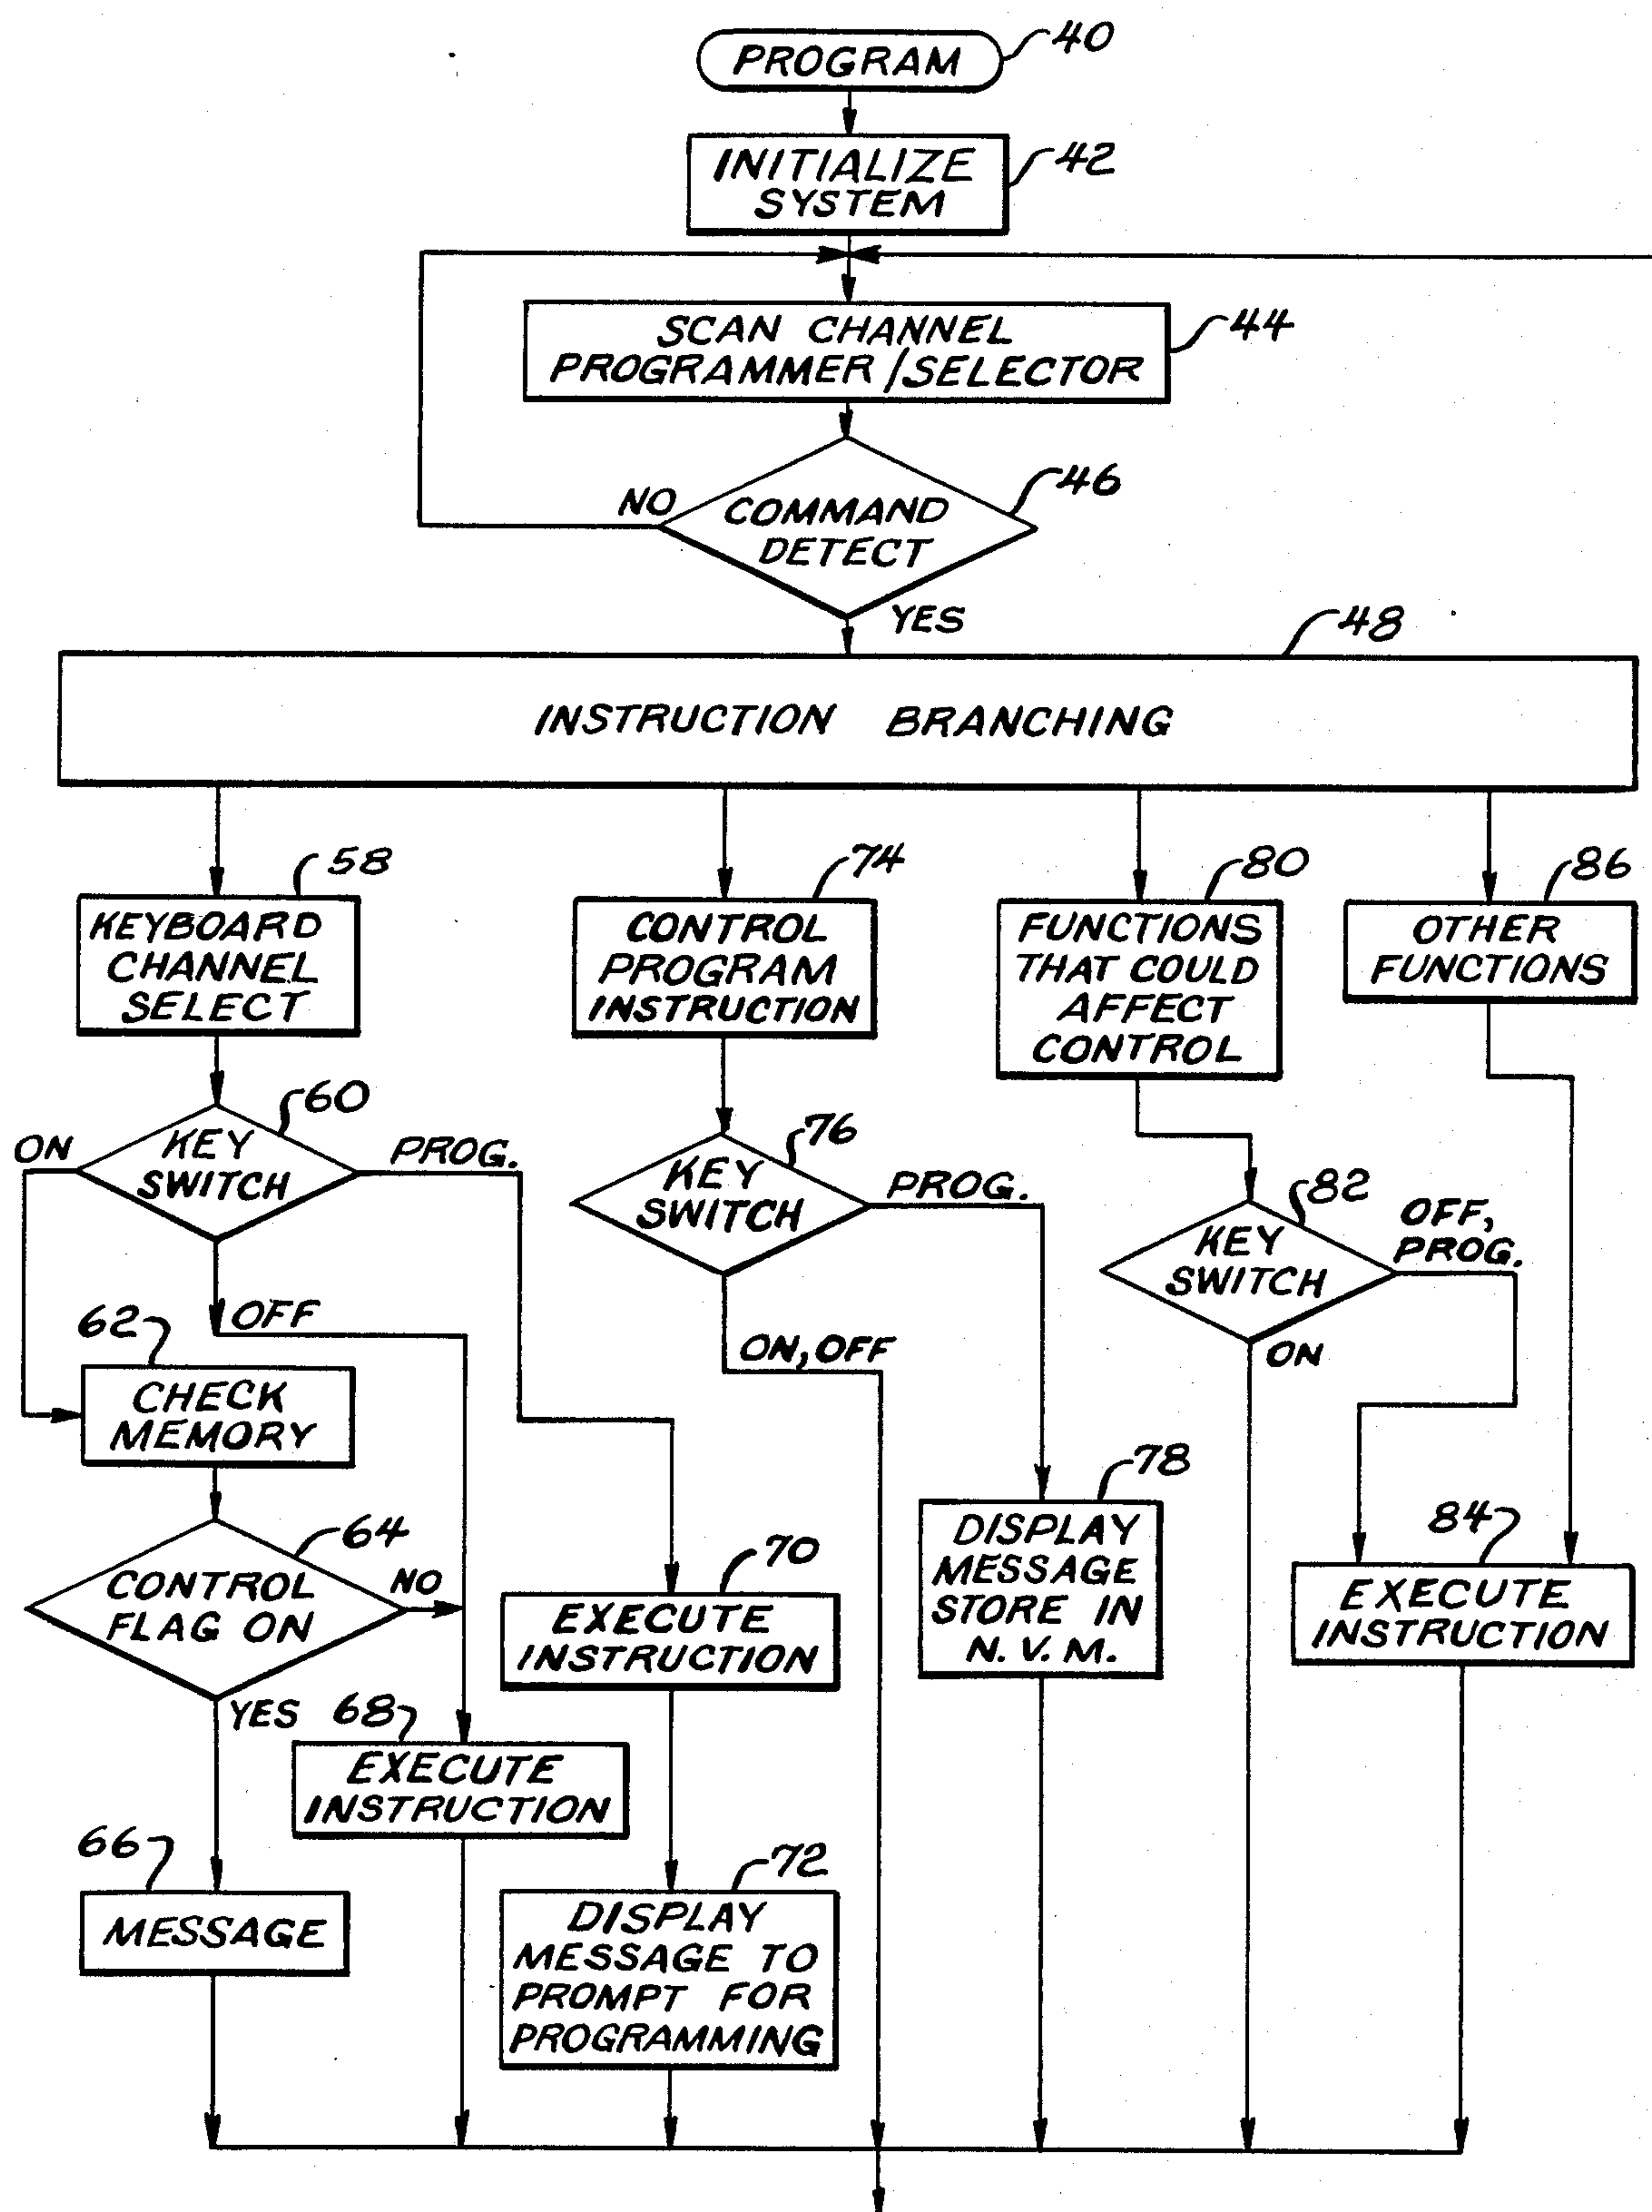 PROGRAM
40
INITIALIZE
SYSTEM
42
SCAN CHANNEL
PROGRAMMER/SELECTOR
44
COMMAND
DETECT
46
NO
YES
48
INSTRUCTION BRANCHING
58
KEYBOARD
CHANNEL
SELECT
74
CONTROL
PROGRAM
INSTRUCTION
80
FUNCTIONS
THAT COULD
AFFECT
CONTROL
86
OTHER
FUNCTIONS
60
KEY
SWITCH
ON
PROG.
OFF
76
KEY
SWITCH
PROG.
ON, OFF
82
KEY
SWITCH
OFF,
PROG.
ON
62
CHECK
MEMORY
64
CONTROL
FLAG ON
NO
YES
70
EXECUTE
INSTRUCTION
78
DISPLAY
MESSAGE
STORE IN
N. V. M.
84
EXECUTE
INSTRUCTION
68
EXECUTE
INSTRUCTION
66
MESSAGE
72
DISPLAY
MESSAGE TO
PROMPT FOR
PROGRAMMING